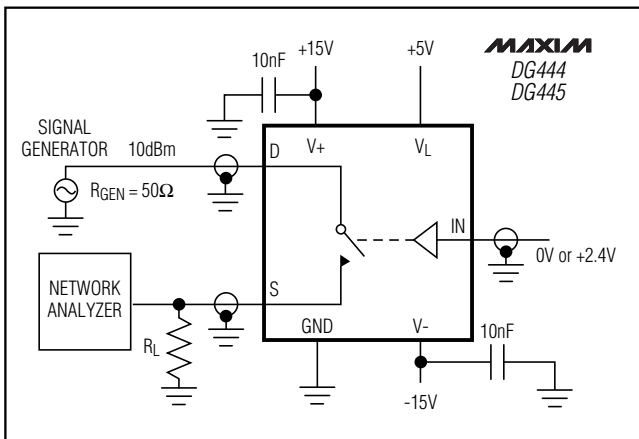 +15V
+5V
MAXIM
10nF
DG444
DG445
SIGNAL
GENERATOR
10dBm
D
V+
VL
RGEN = 50Ω
IN
0V or +2.4V
NETWORK
ANALYZER
S
RL
GND
V-
10nF
-15V